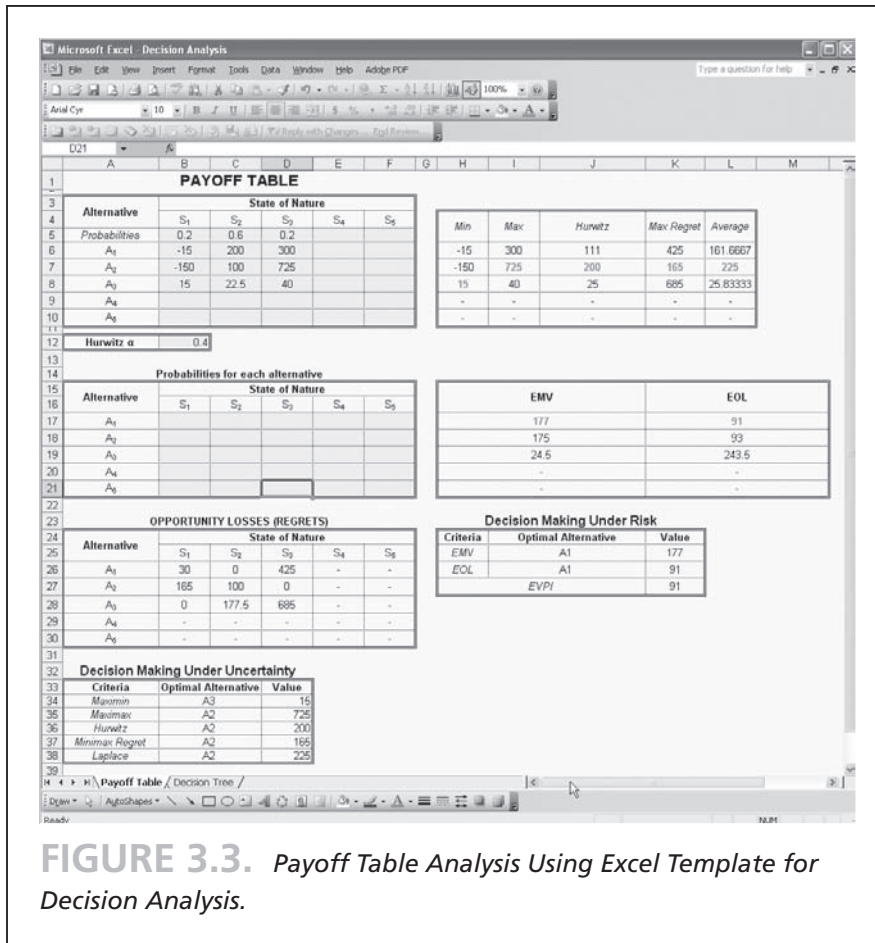 Microsoft Excel - Decision Analysis
File Edit View Insert Format Tools Data Window Help Adobe PDF Type a question for help
100%
Arial Cyr 10 B I U $ %
Reply with Changes... End Review...
D21 fx
A B C D E F G H I J K L M
1 PAYOFF TABLE
3 Alternative State of Nature
4 S1 S2 S3 S4 S5 Min Max Hurwitz Max Regret Average
5 Probabilities 0.2 0.6 0.2
6 A1 -15 200 300 -15 300 111 425 161.6667
7 A2 -150 100 725 -150 725 200 165 225
8 A3 15 22.5 40 15 40 25 685 25.83333
9 A4 - - - - -
10 A5 - - - - -
11
12 Hurwitz α 0.4
13
14 Probabilities for each alternative
15 Alternative State of Nature EMV EOL
16 S1 S2 S3 S4 S5
17 A1 177 91
18 A2 175 93
19 A3 24.5 243.5
20 A4 - -
21 A5 - -
22
23 OPPORTUNITY LOSSES (REGRETS) Decision Making Under Risk
24 Alternative State of Nature Criteria Optimal Alternative Value
25 S1 S2 S3 S4 S5 EMV A1 177
26 A1 30 0 425 - - EOL A1 91
27 A2 165 100 0 - - EVPI 91
28 A3 0 177.5 685 - -
29 A4 - - - - -
30 A5 - - - - -
31
32 Decision Making Under Uncertainty
33 Criteria Optimal Alternative Value
34 Maximin A3 15
35 Maximax A2 725
36 Hurwitz A2 200
37 Minimax Regret A2 165
38 Laplace A2 225
39
Payoff Table / Decision Tree /
Draw AutoShapes
Ready NUM
FIGURE 3.3. Payoff Table Analysis Using Excel Template for
Decision Analysis.